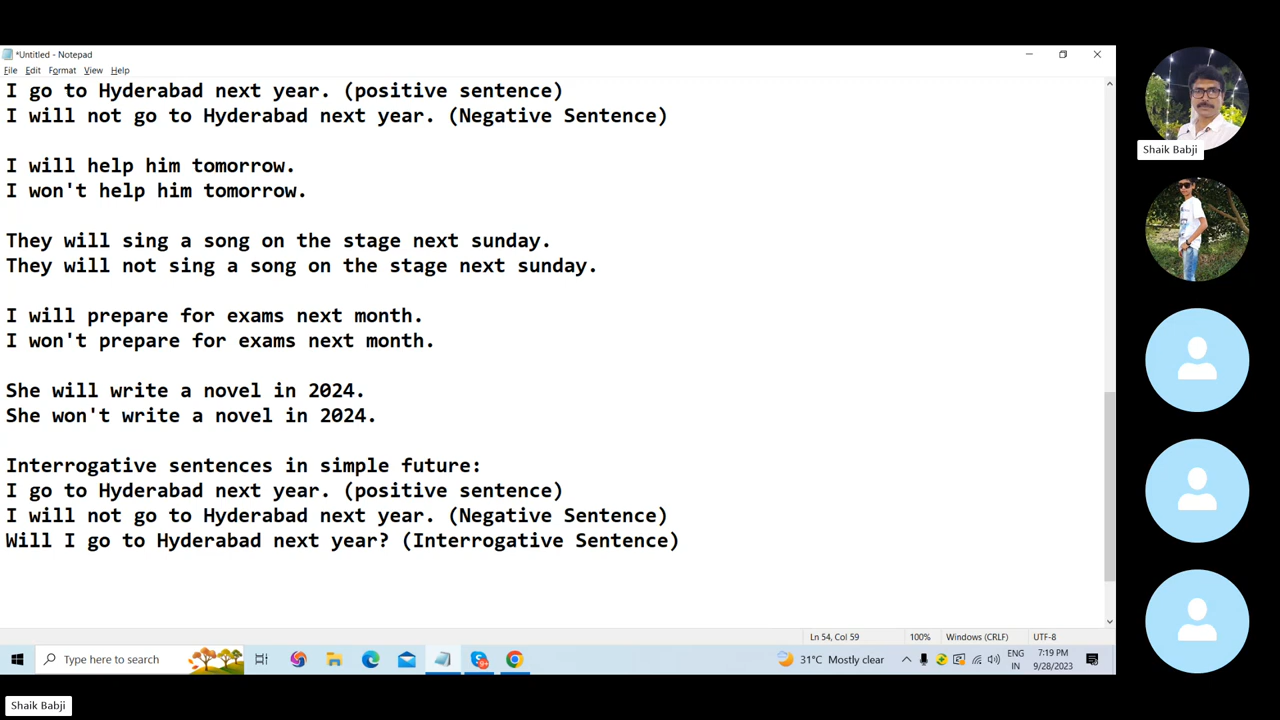 *Untitled - Notepad
File Edit Format View Help
I go to Hyderabad next year. (positive sentence)
I will not go to Hyderabad next year. (Negative Sentence)
I will help him tomorrow.
I won't help him tomorrow.
They will sing a song on the stage next sunday.
They will not sing a song on the stage next sunday.
I will prepare for exams next month.
I won't prepare for exams next month.
She will write a novel in 2024.
She won't write a novel in 2024.
Interrogative sentences in simple future:
I go to Hyderabad next year. (positive sentence)
I will not go to Hyderabad next year. (Negative Sentence)
Will I go to Hyderabad next year? (Interrogative Sentence)
Ln 54, Col 59 100% Windows (CRLF) UTF-8
Type here to search
31°C Mostly clear
ENG
IN
7:19 PM
9/28/2023
Shaik Babji
Shaik Babji